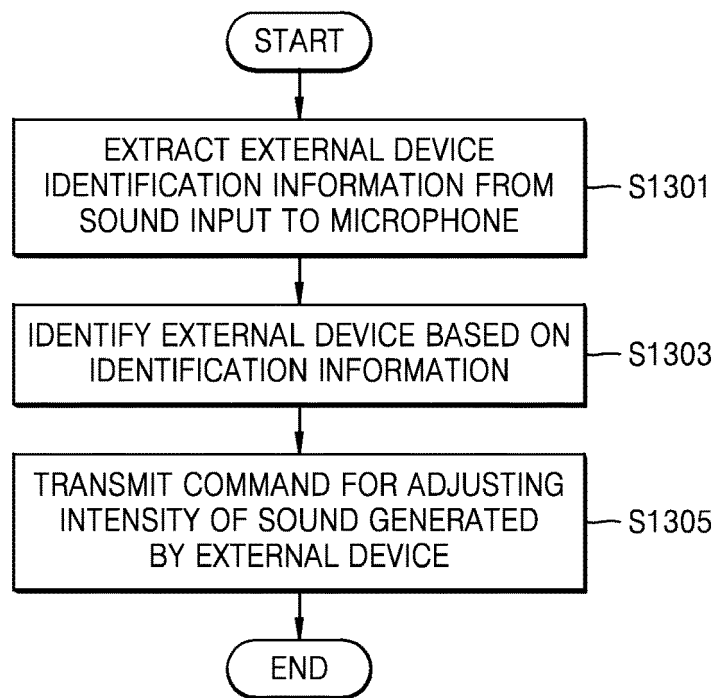 START
EXTRACT EXTERNAL DEVICE
IDENTIFICATION INFORMATION FROM
SOUND INPUT TO MICROPHONE
S1301
IDENTIFY EXTERNAL DEVICE BASED ON
IDENTIFICATION INFORMATION
S1303
TRANSMIT COMMAND FOR ADJUSTING
INTENSITY OF SOUND GENERATED
BY EXTERNAL DEVICE
S1305
END